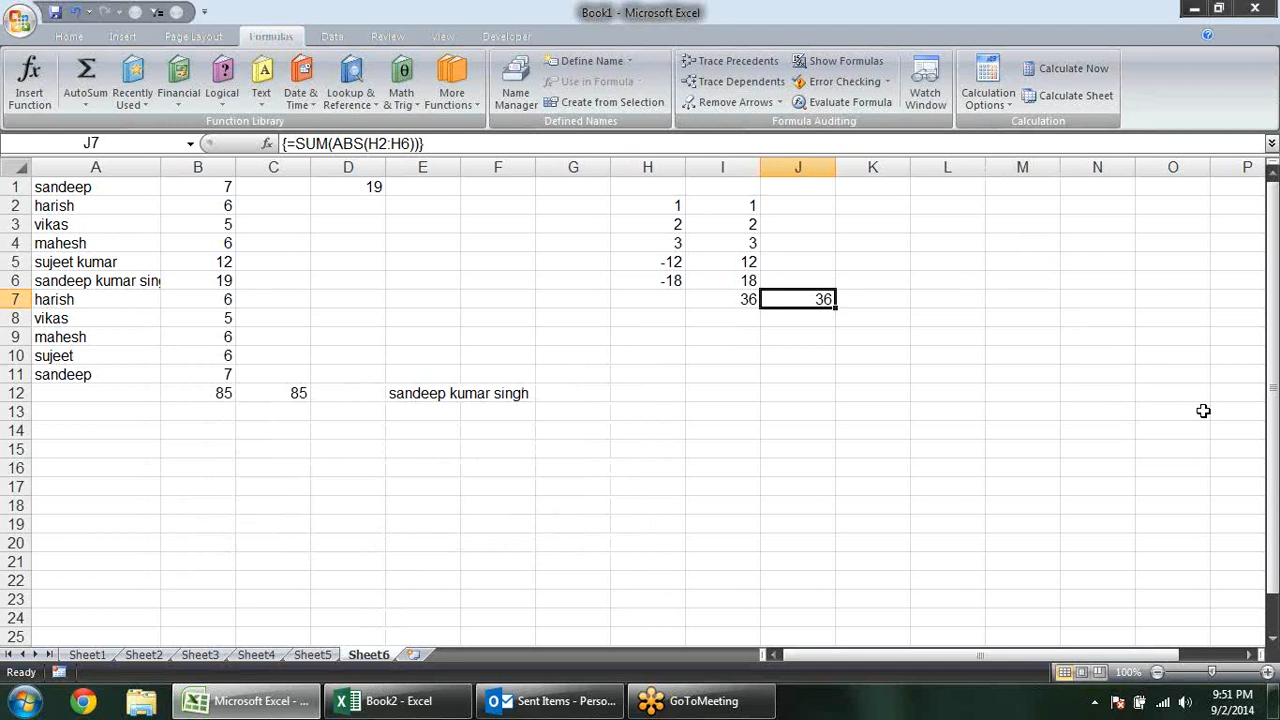 Book1 - Microsoft Excel
Home Insert Page Layout Formulas Data Review View Developer
Insert Function
AutoSum
Recently Used
Financial
Logical
Text
Date & Time
Lookup & Reference
Math & Trig
More Functions
Function Library
Name Manager
Define Name
Use in Formula
Create from Selection
Defined Names
Trace Precedents
Trace Dependents
Remove Arrows
Show Formulas
Error Checking
Evaluate Formula
Formula Auditing
Watch Window
Calculation Options
Calculate Now
Calculate Sheet
Calculation
J7 fx {=SUM(ABS(H2:H6))}
A B C D E F G H I J K L M N O P
1 sandeep 7 19
2 harish 6 1 1
3 vikas 5 2 2
4 mahesh 6 3 3
5 sujeet kumar 12 -12 12
6 sandeep kumar sin 19 -18 18
7 harish 6 36 36
8 vikas 5
9 mahesh 6
10 sujeet 6
11 sandeep 7
12 85 85 sandeep kumar singh
13
14
15
16
17
18
19
20
21
22
23
24
25
Sheet1 Sheet2 Sheet3 Sheet4 Sheet5 Sheet6
Ready 100%
Microsoft Excel - ... Book2 - Excel Sent Items - Perso... GoToMeeting 9:51 PM
9/2/2014